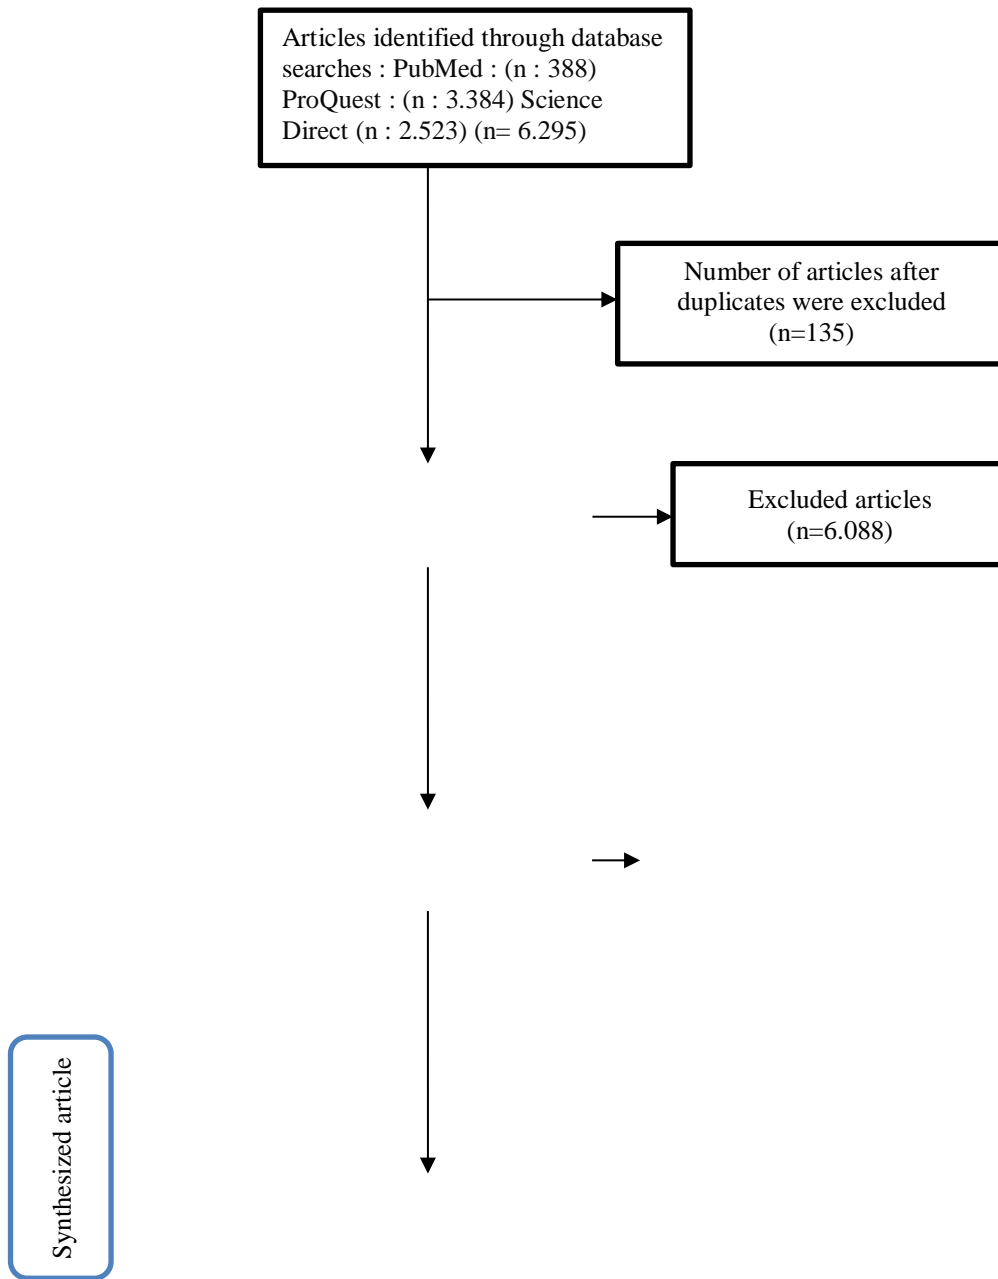 Articles identified through database
searches : PubMed : (n : 388)
ProQuest : (n : 3.384) Science
Direct (n : 2.523) (n= 6.295)
Number of articles after
duplicates were excluded
(n=135)
Excluded articles
(n=6.088)
Synthesized article